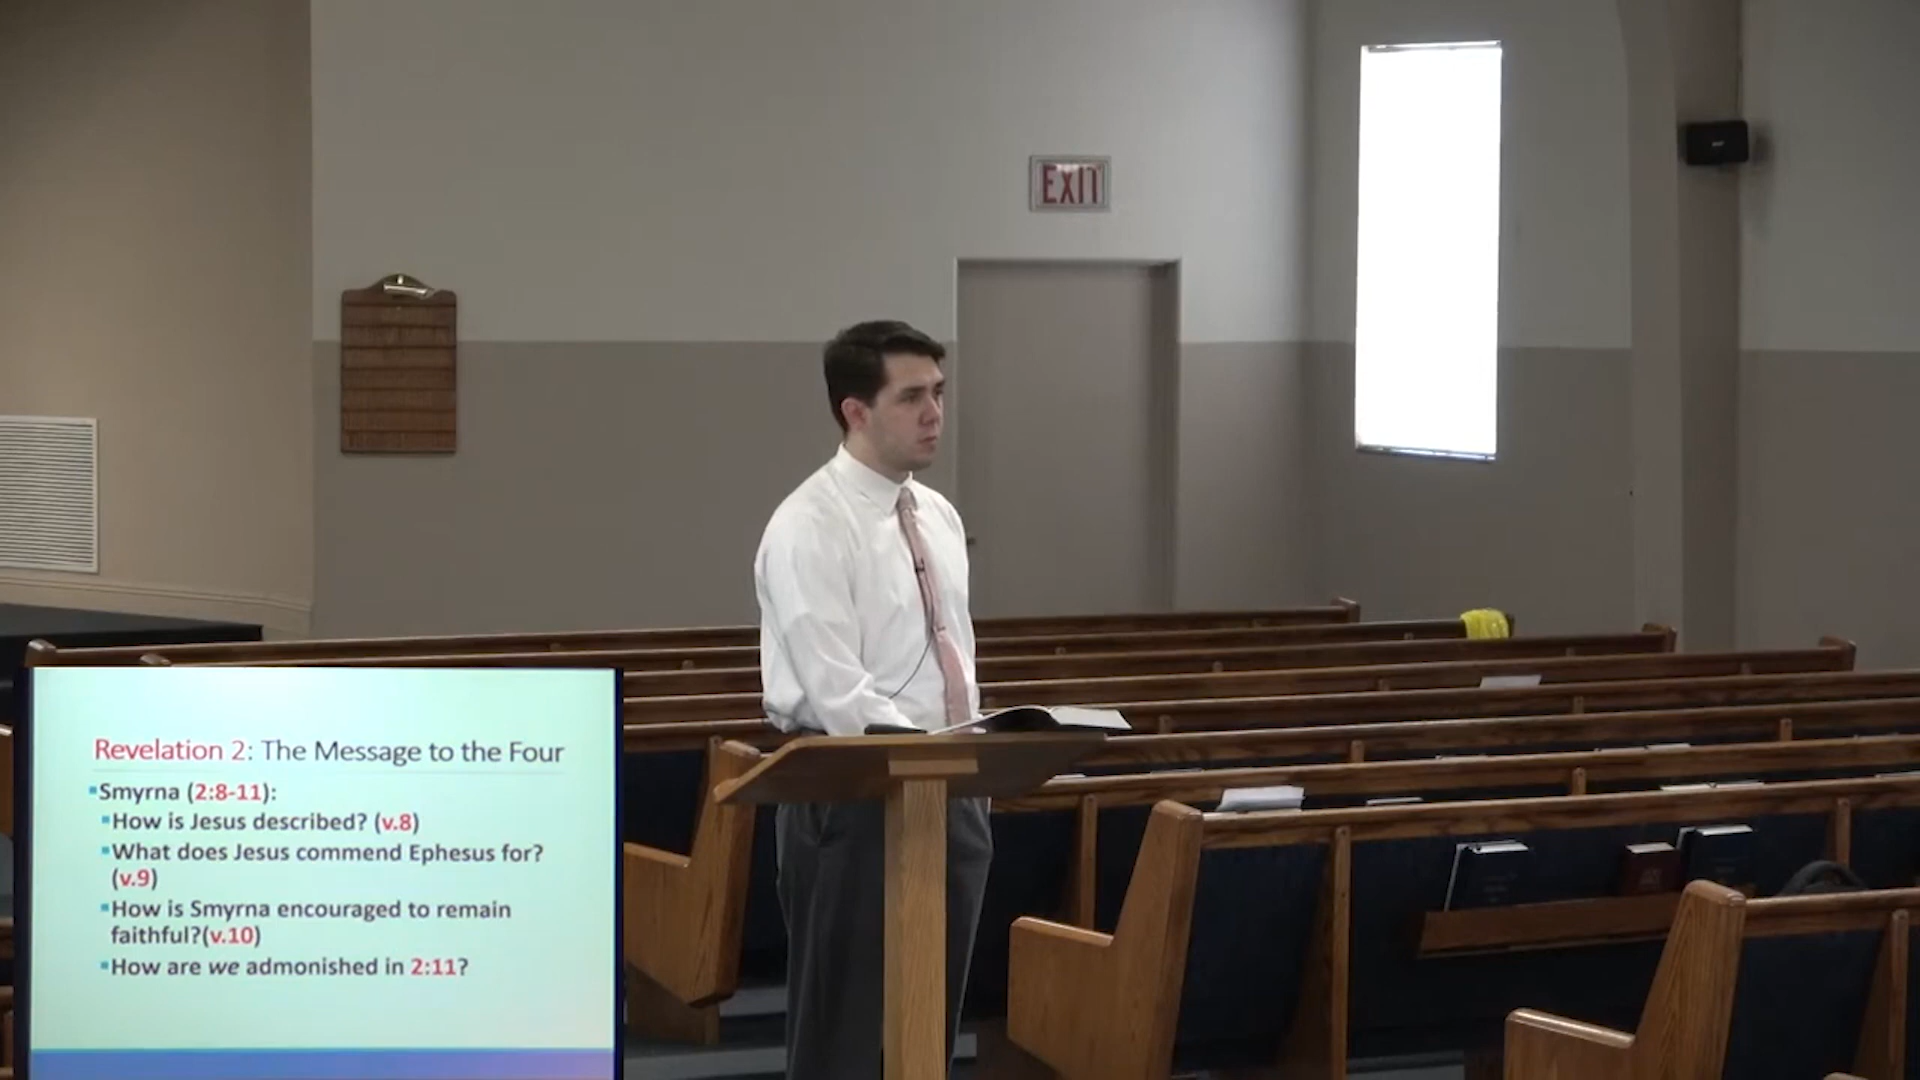 EXIT
Revelation 2: The Message to the Four
Smyrna (2:8-11):
How is Jesus described? (v.8)
What does Jesus commend Ephesus for?
(v.9)
How is Smyrna encouraged to remain
faithful?(v.10)
How are we admonished in 2:11?